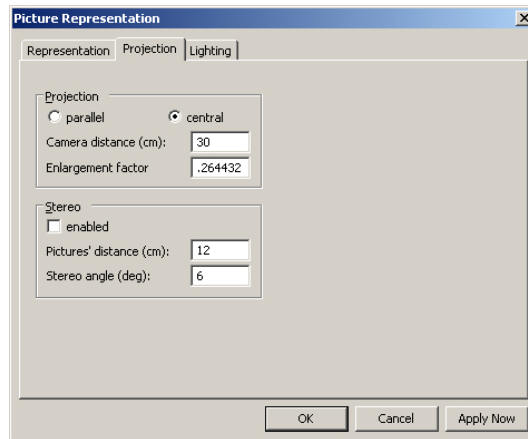 Picture Representation
Representation Projection Lighting
Projection
parallel central
Camera distance (cm): 30
Enlargement factor .264432
Stereo
enabled
Pictures' distance (cm): 12
Stereo angle (deg): 6
OK Cancel Apply Now